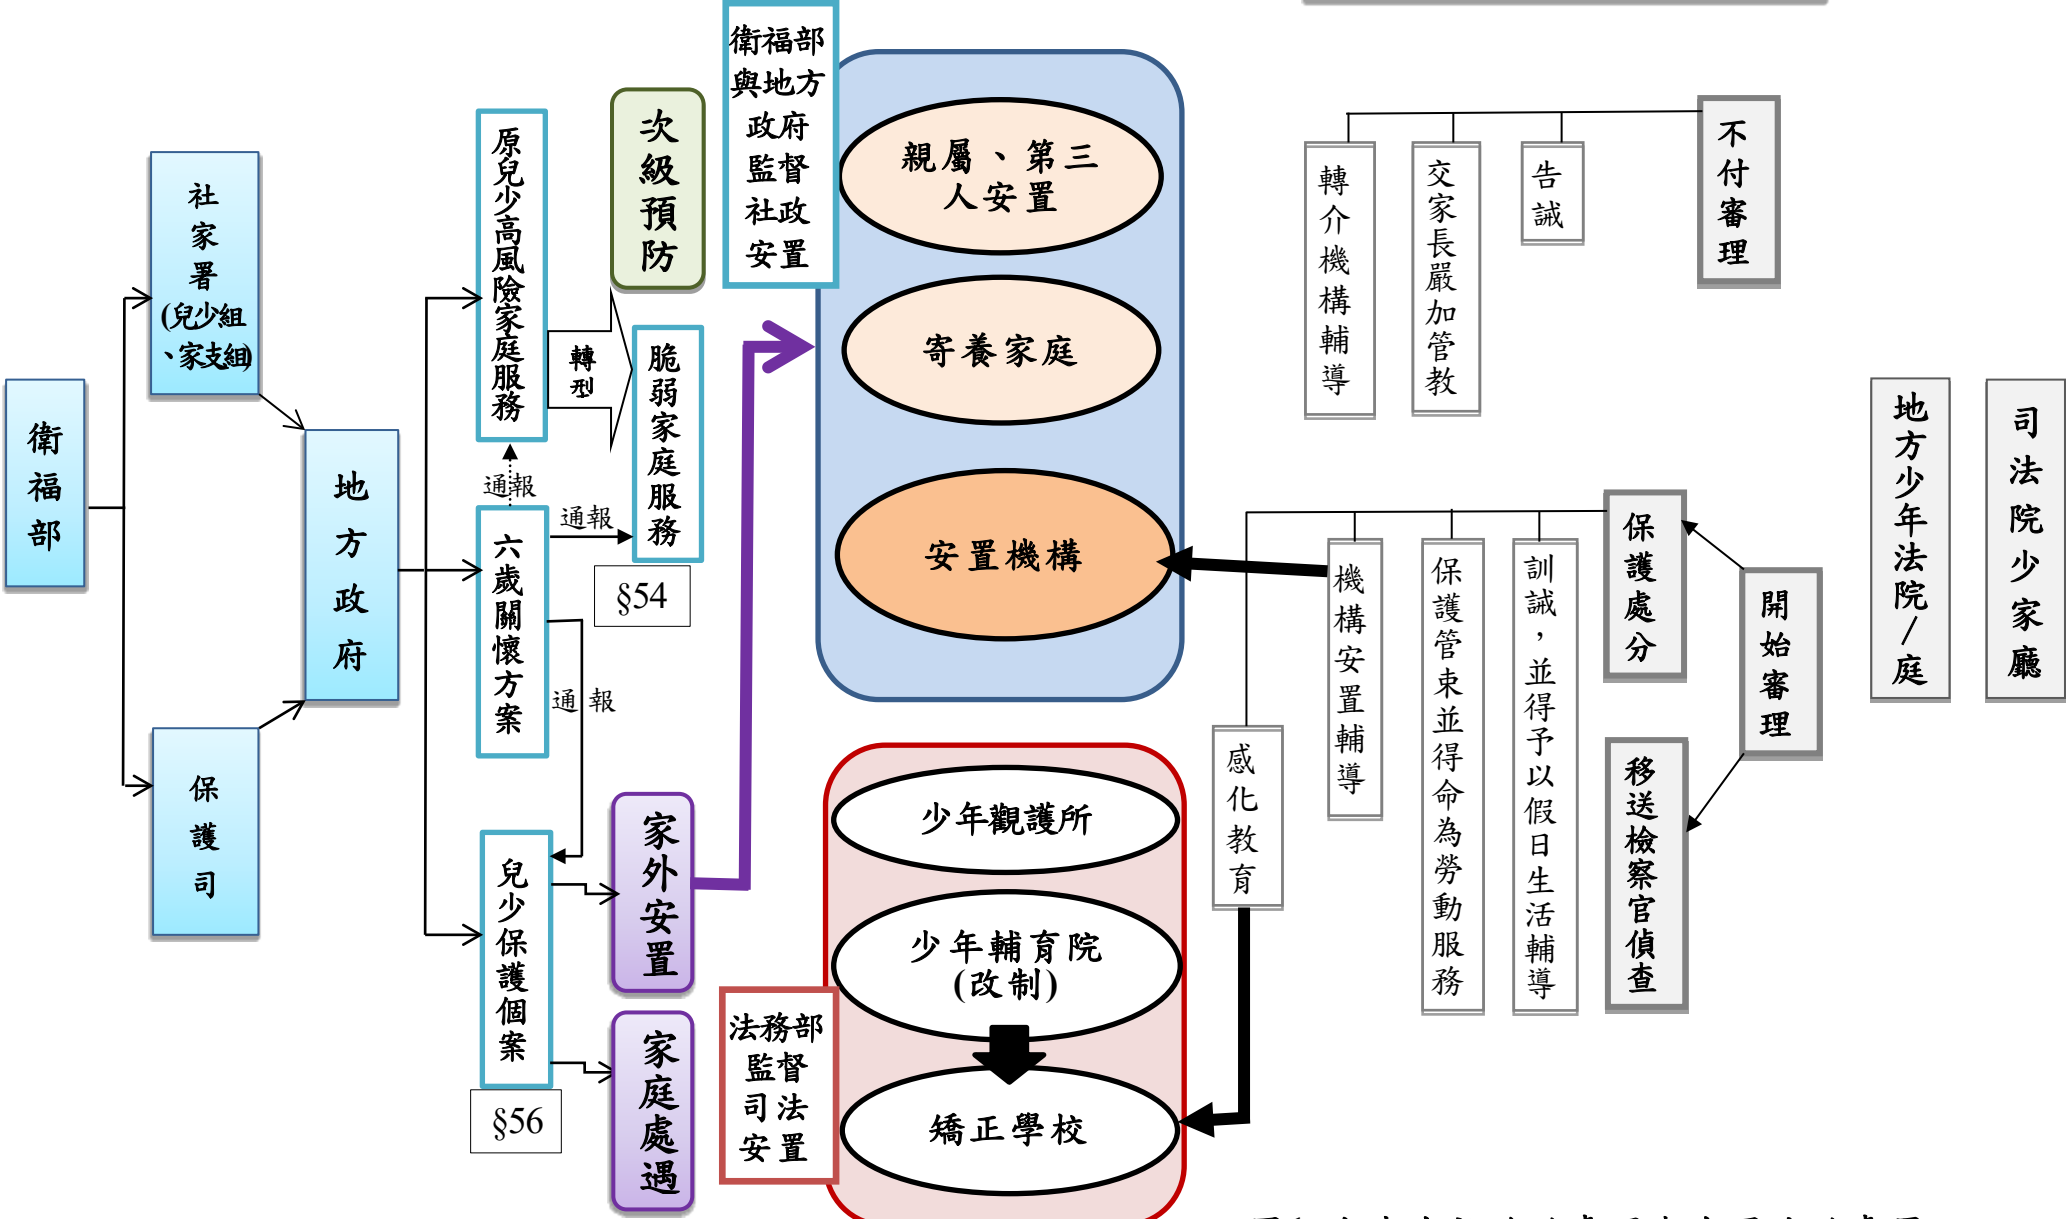 衛福部
社家署
(兒少組
、家支組)
保護司
地方政府
原兒少高風險家庭服務
轉型
次級預防
脆弱家庭服務
通報
通報
§54
六歲關懷方案
通報
兒少保護個案
§56
家外安置
家庭處遇
衛福部
與地方
政府
監督
社政
安置
親屬、第三
人安置
寄養家庭
安置機構
法務部
監督
司法
安置
少年觀護所
少年輔育院
(改制)
矯正學校
不付審理
告誡
交家長嚴加管教
轉介機構輔導
開始審理
保護處分
移送檢察官偵查
訓誡，並得予以假日生活輔導
保護管束並得命為勞動服務
機構安置輔導
感化教育
地方少年法院/庭
司法院少家廳